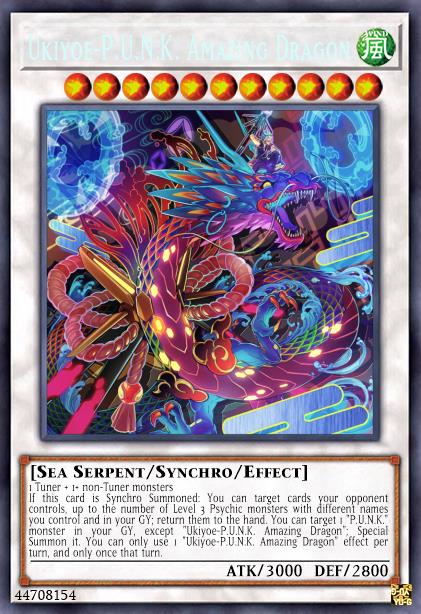 Ukiyoe-P.U.N.K. Amazing Dragon
WIND
風
[Sea Serpent/Synchro/Effect]
1 Tuner + 1+ non-Tuner monsters
If this card is Synchro Summoned: You can target cards your opponent
controls, up to the number of Level 3 Psychic monsters with different names
you control and in your GY; return them to the hand. You can target 1 "P.U.N.K."
monster in your GY, except "Ukiyoe-P.U.N.K. Amazing Dragon"; Special
Summon it. You can only use 1 "Ukiyoe-P.U.N.K. Amazing Dragon" effect per
turn, and only once that turn.
ATK/3000 DEF/2800
44708154